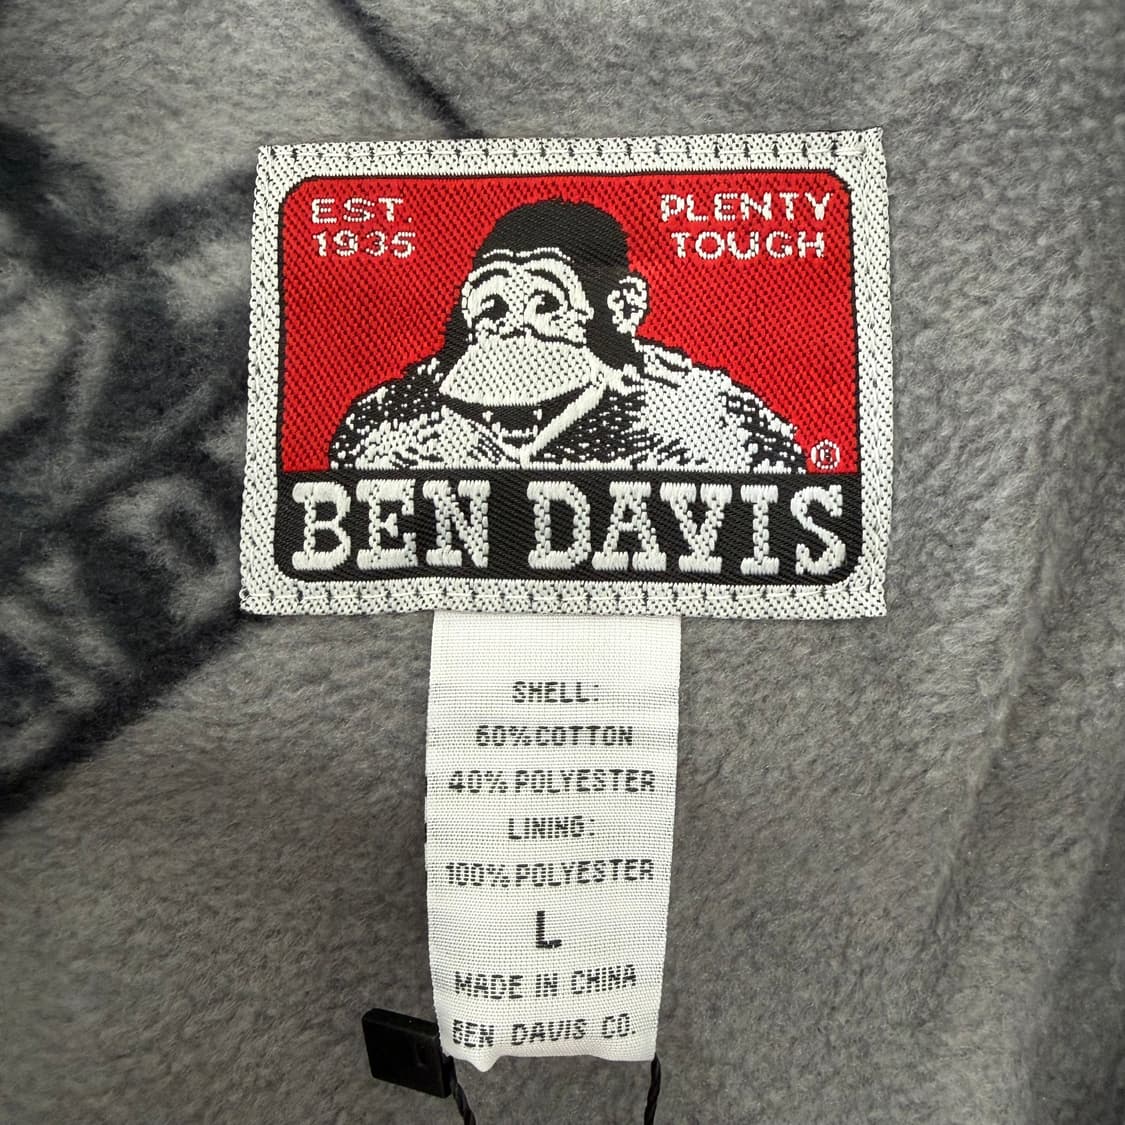 EST.
1935
PLENTY
TOUGH
®
BEN DAVIS
SHELL:
60% COTTON
40% POLYESTER
LINING:
100% POLYESTER
L
MADE IN CHINA
BEN DAVIS CO.